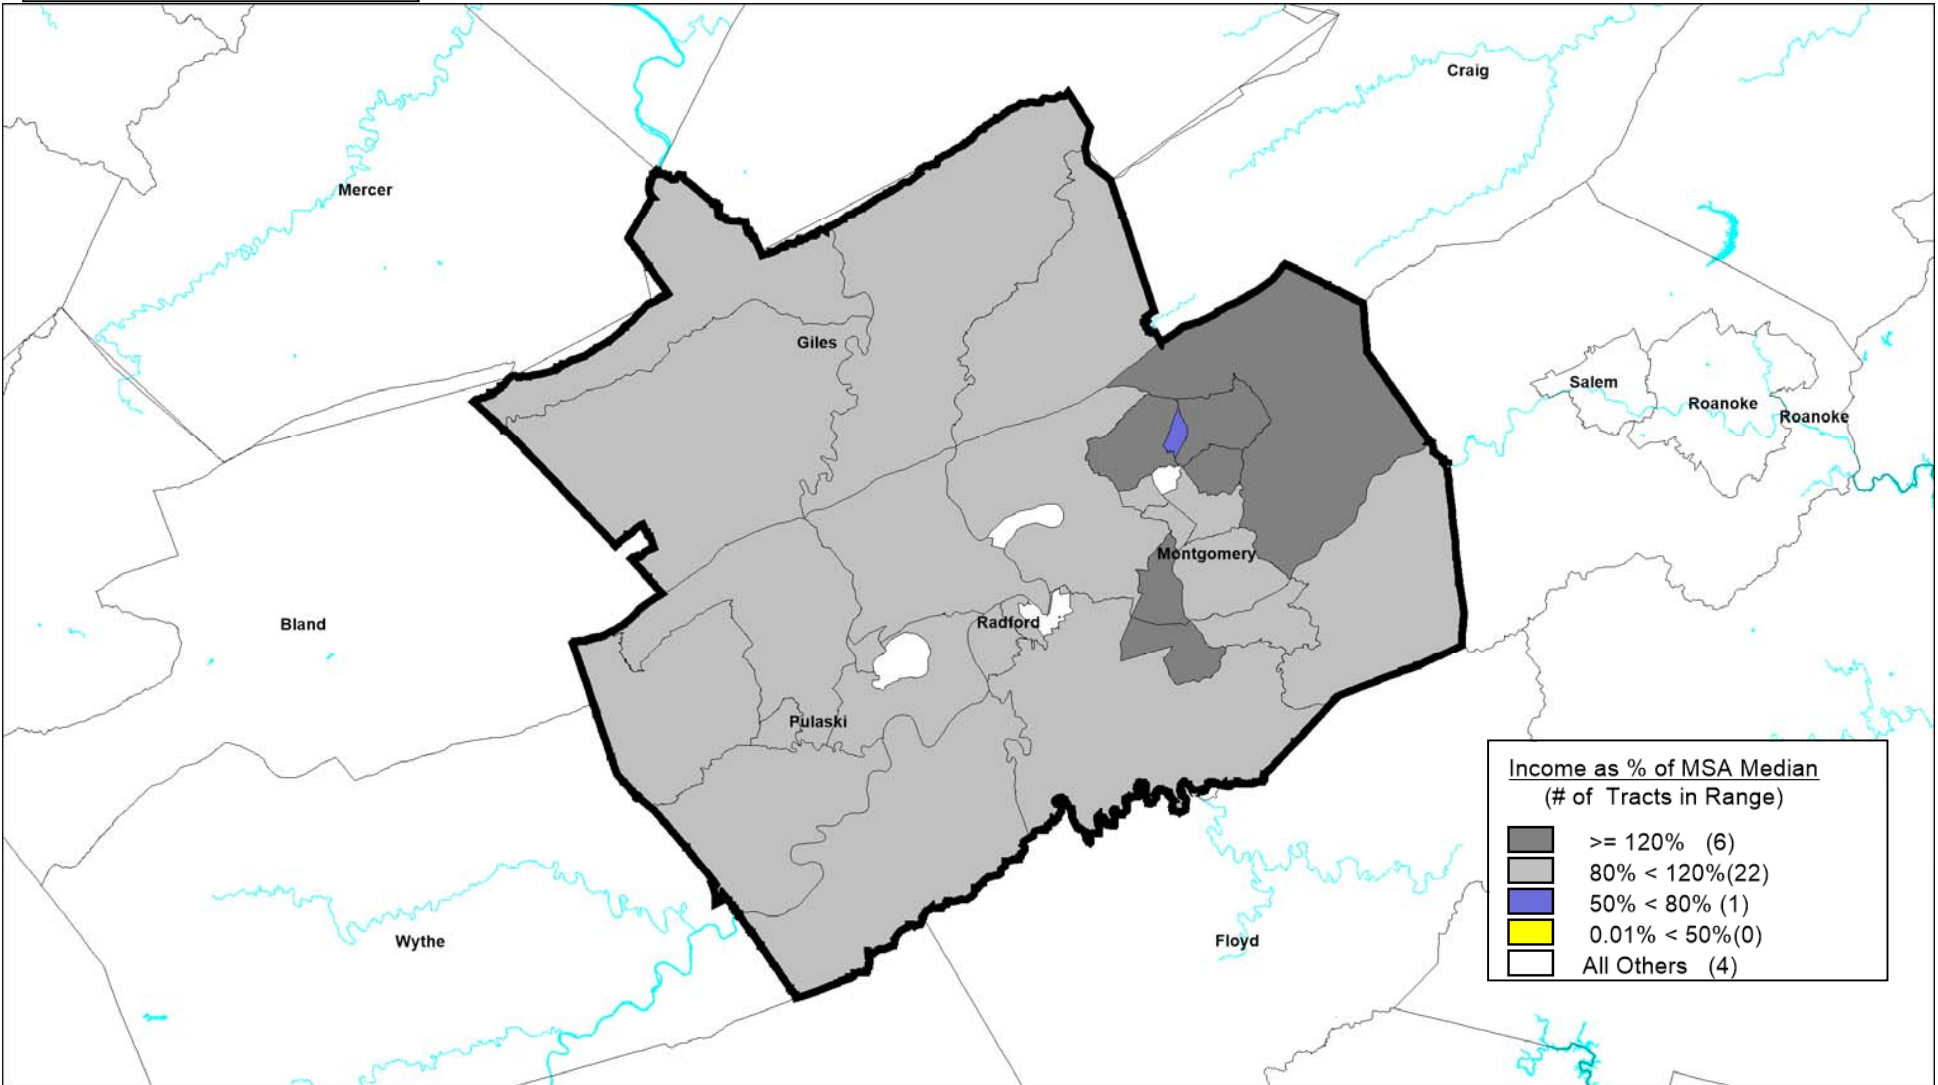 Craig
Mercer
Giles
Salem
Roanoke
Roanoke
Montgomery
Bland
Radford
Pulaski
Wythe
Floyd
Income as % of MSA Median
(# of Tracts in Range)
>= 120% (6)
80% < 120%(22)
50% < 80% (1)
0.01% < 50%(0)
All Others (4)